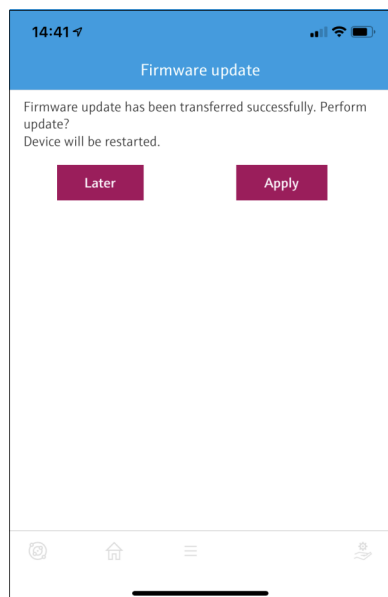 14:41
Firmware update
Firmware update has been transferred successfully. Perform
update?
Device will be restarted.
Later
Apply